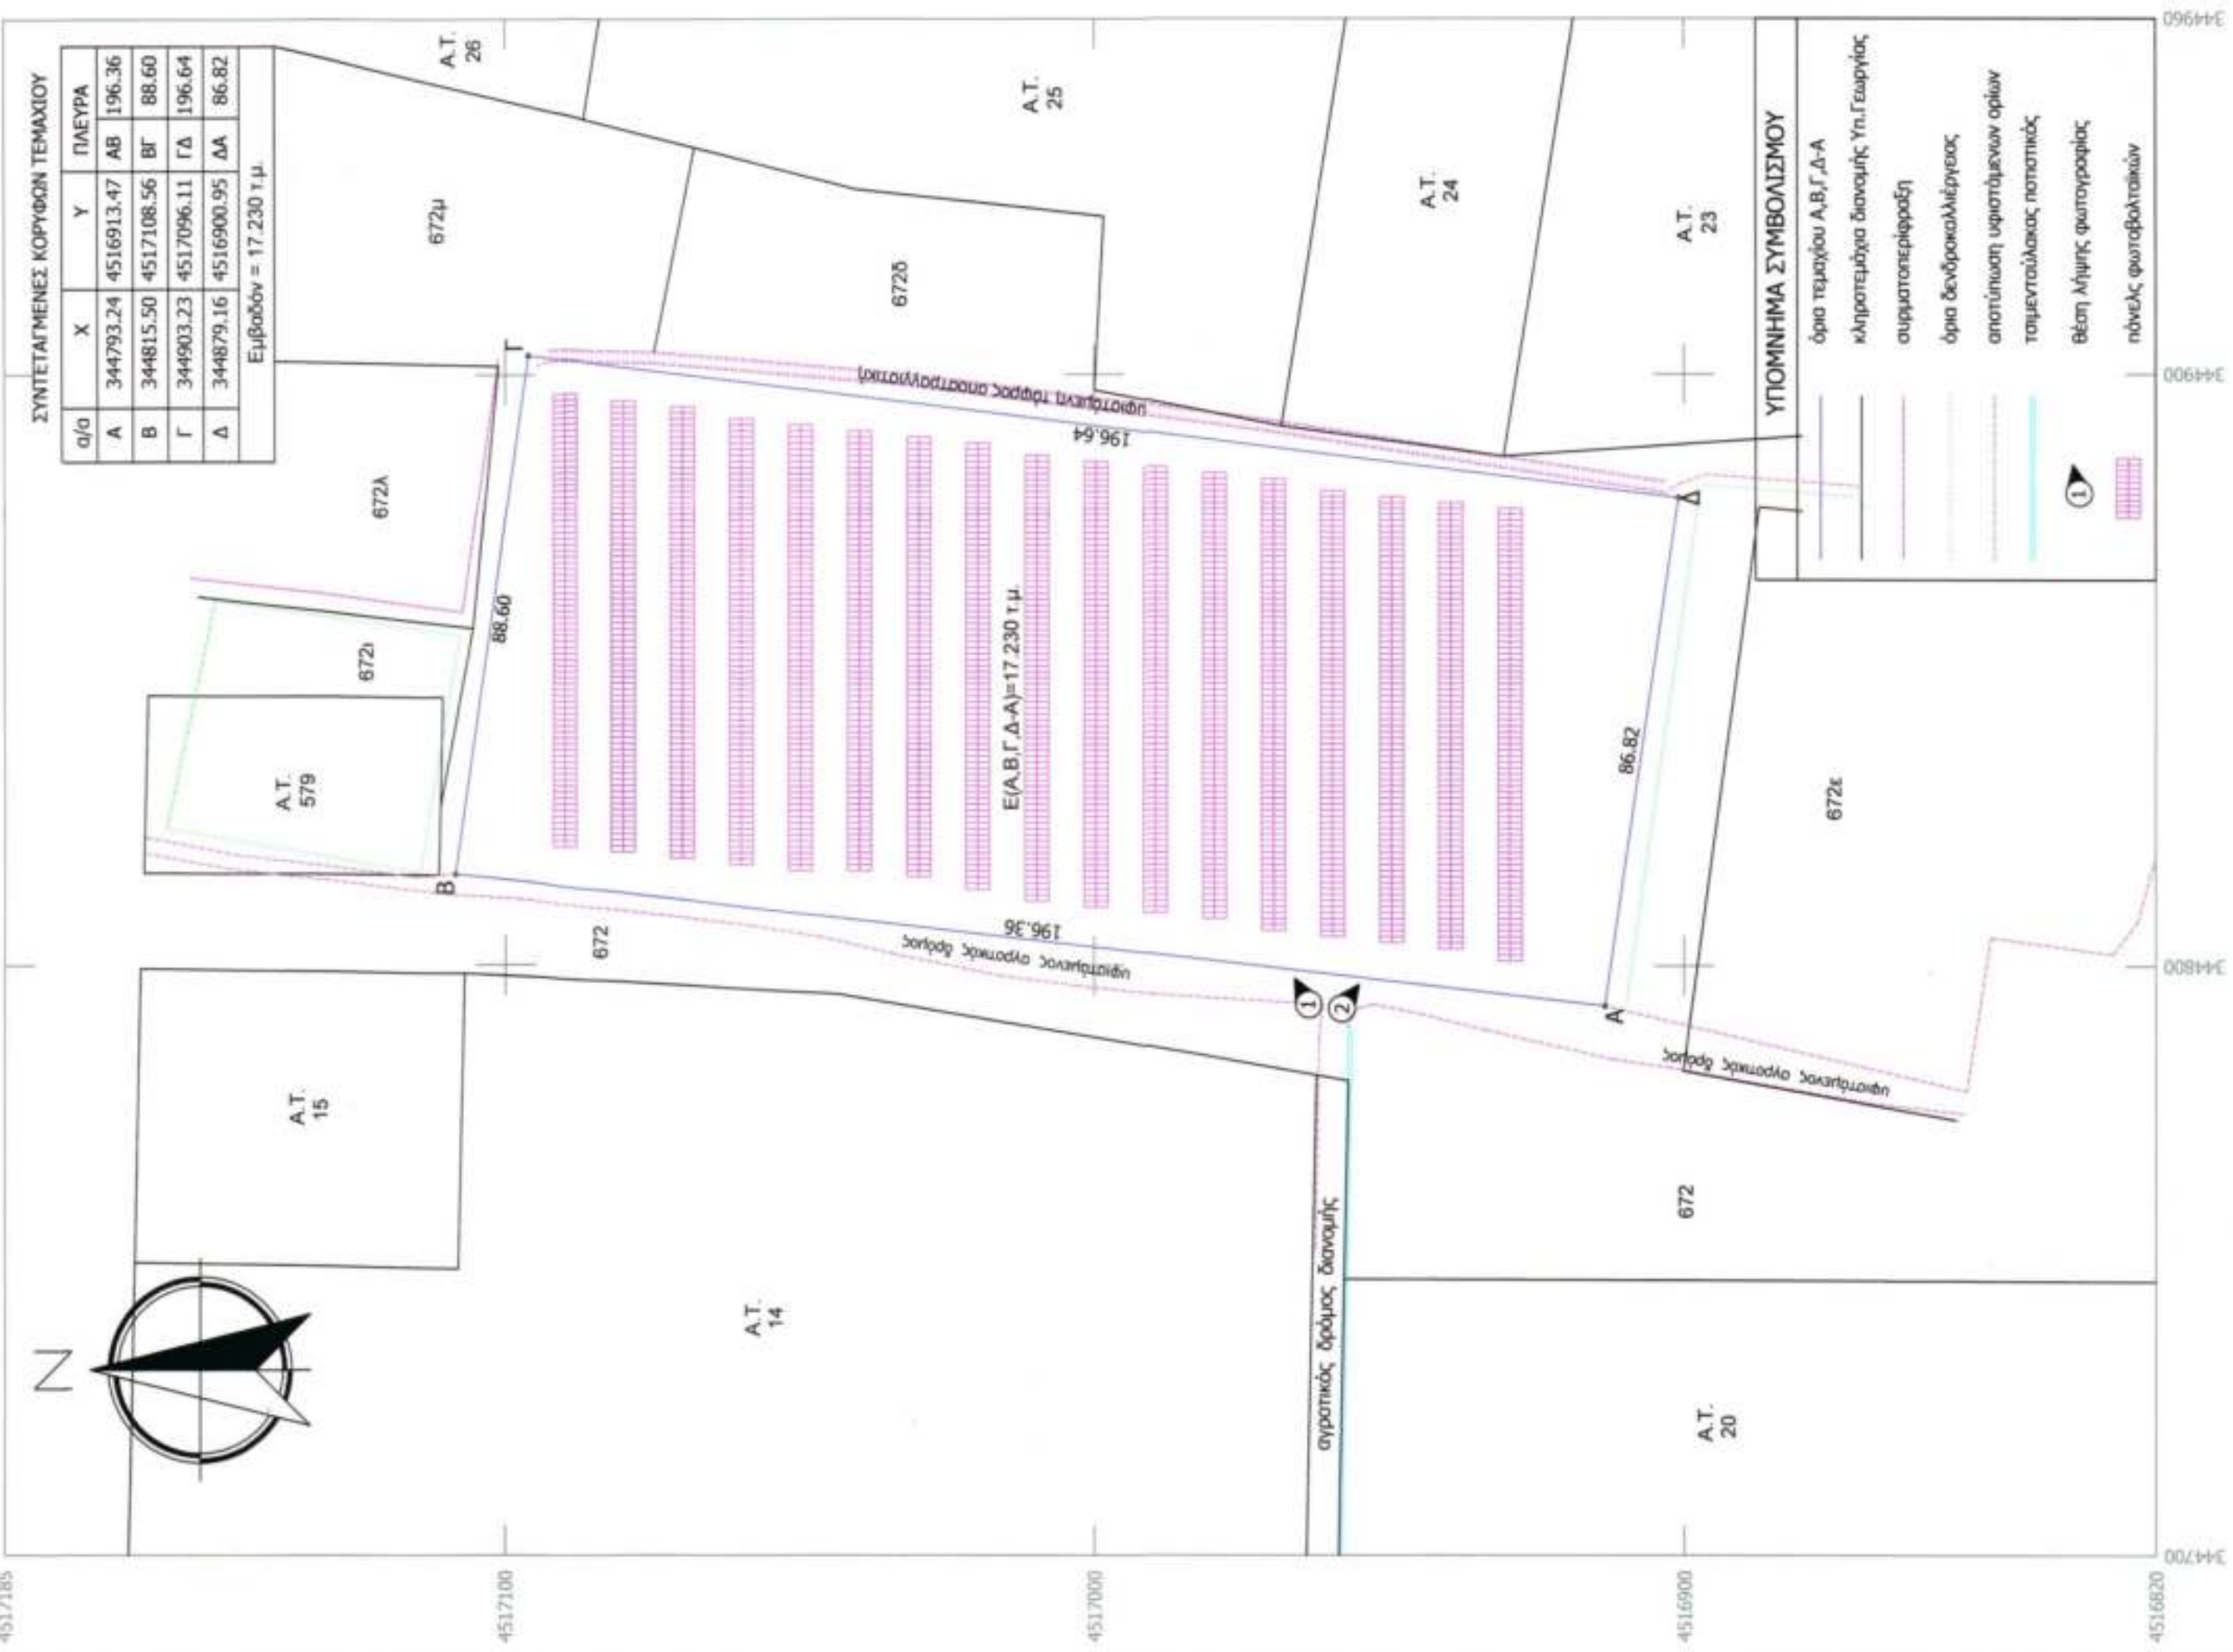 ΣΥΝΤΕΤΑΓΜΕΝΕΣ ΚΟΡΥΦΩΝ ΤΕΜΑΧΙΟΥ
α/α X Y ΠΛΕΥΡΑ
Α 344793.24 4516913.47 ΑΒ 196.36
Β 344815.50 4517108.56 ΒΓ 88.60
Γ 344903.23 4517096.11 ΓΔ 196.64
Δ 344879.16 4516900.95 ΔΑ 86.82
Εμβαδόν = 17.230 τ.μ.
N
Α.Τ.
15
Α.Τ.
579
672ι
672λ
672μ
Α.Τ.
26
Α.Τ.
14
672
Β
88.60
Γ
672δ
Α.Τ.
25
υφιστάμενος αγροτικός δρόμος
196.36
Ε(Α,Β,Γ,Δ-Α)=17.230 τ.μ.
196.64
υφιστάμενη τάφρος αποστραγγιστική
Α.Τ.
24
αγροτικός δρόμος διανομής
1
2
Α
86.82
Δ
Α.Τ.
23
Α.Τ.
20
672
υφιστάμενος αγροτικός δρόμος
672ε
ΥΠΟΜΝΗΜΑ ΣΥΜΒΟΛΙΣΜΟΥ
όρια τεμαχίου Α,Β,Γ,Δ-Α
κληροτεμάχια διανομής Υπ.Γεωργίας
συρματοπερίφραξη
όρια δενδροκαλλιέργειας
αποτύπωση υφιστάμενων ορίων
τσιμενταύλακας ποτιστικός
1 θέση λήψης φωτογραφίας
πάνελς φωτοβολταϊκών
4517185
4517100
4517000
4516900
4516820
344700
344800
344900
344960